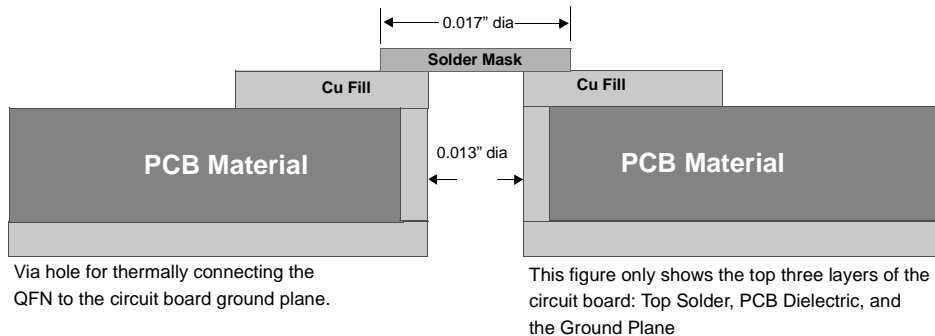 0.017” dia
Solder Mask
Cu Fill
Cu Fill
PCB Material
0.013” dia
PCB Material
Via hole for thermally connecting the
QFN to the circuit board ground plane.
This figure only shows the top three layers of the
circuit board: Top Solder, PCB Dielectric, and
the Ground Plane